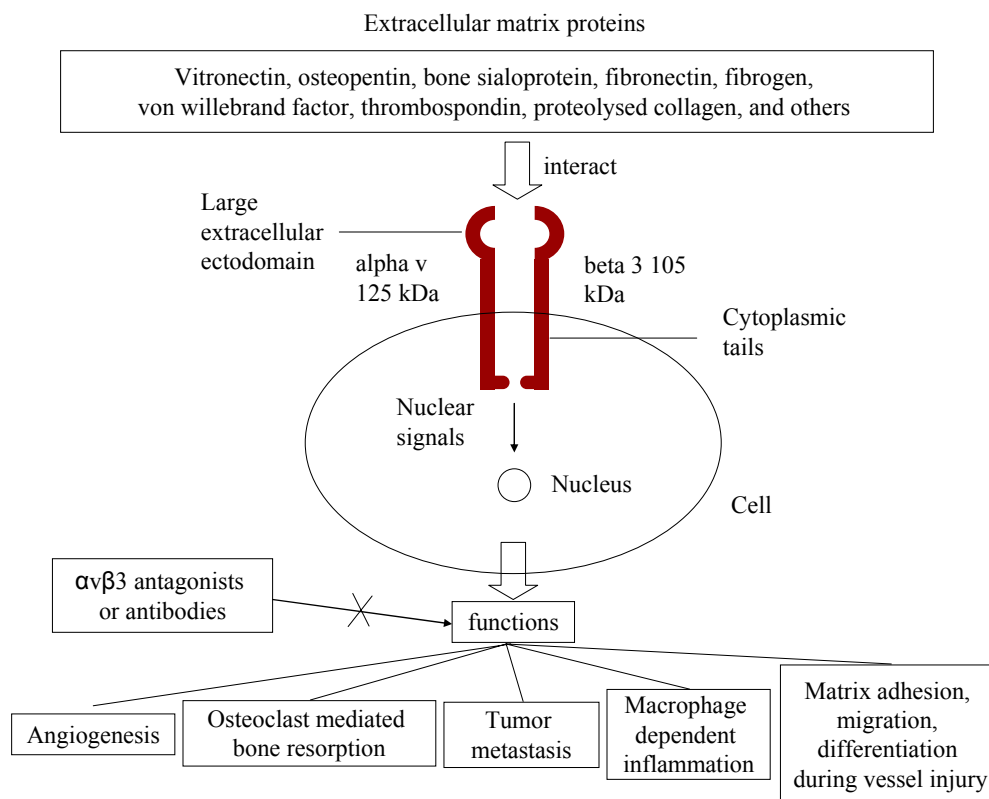 Extracellular matrix proteins
Vitronectin, osteopentin, bone sialoprotein, fibronectin, fibrogen,
von willebrand factor, thrombospondin, proteolysed collagen, and others
interact
Large
extracellular
ectodomain
alpha v
125 kDa
beta 3 105
kDa
Cytoplasmic
tails
Nuclear
signals
Nucleus
Cell
αvβ3 antagonists
or antibodies
functions
Angiogenesis
Osteoclast mediated
bone resorption
Tumor
metastasis
Macrophage
dependent
inflammation
Matrix adhesion,
migration,
differentiation
during vessel injury